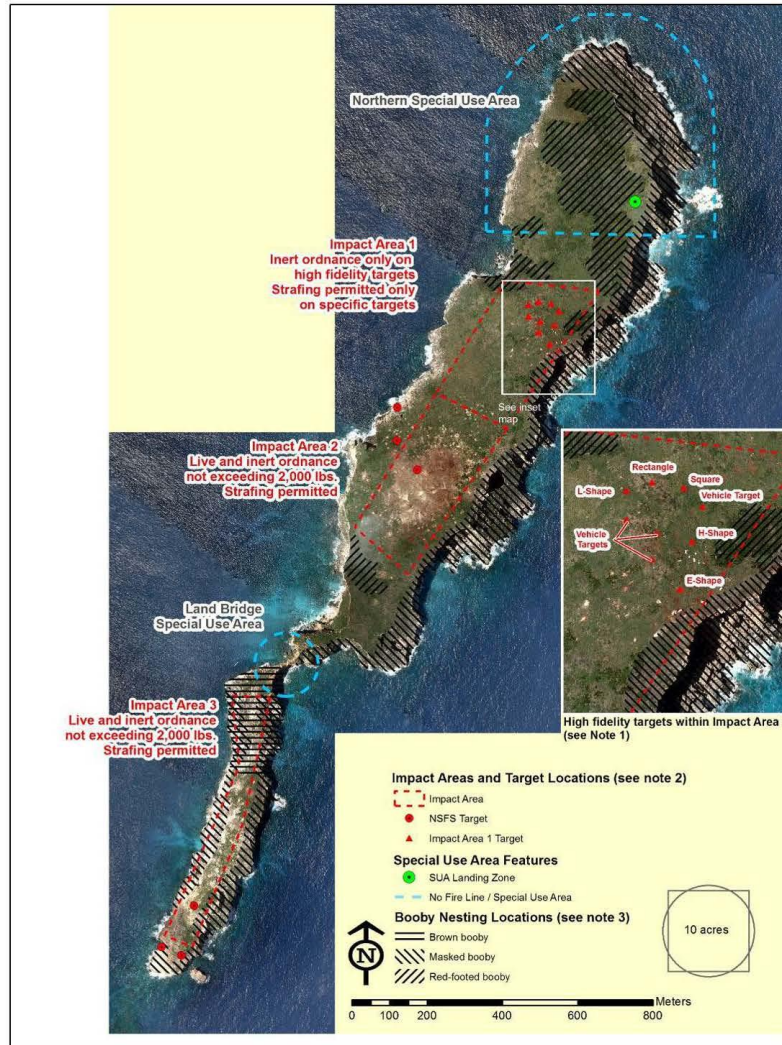 Northern Special Use Area
Impact Area 1
Inert ordnance only on
high fidelity targets
Strafing permitted only
on specific targets
See inset
map
Impact Area 2
Live and inert ordnance
not exceeding 2,000 lbs.
Strafing permitted
Rectangle
Square
L-Shape
Vehicle Target
Vehicle
Targets
H-Shape
E-Shape
Land Bridge
Special Use Area
Impact Area 3
Live and inert ordnance
not exceeding 2,000 lbs.
Strafing permitted
High fidelity targets within Impact Area
(see Note 1)
Impact Areas and Target Locations (see note 2)
Impact Area
NSFS Target
Impact Area 1 Target
Special Use Area Features
SUA Landing Zone
No Fire Line / Special Use Area
Booby Nesting Locations (see note 3)
Brown booby
Masked booby
Red-footed booby
N
10 acres
Meters
0 100 200 400 600 800